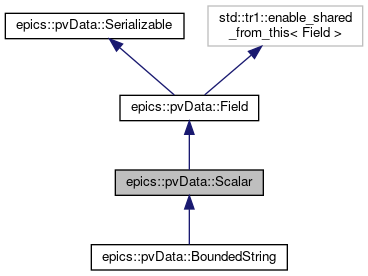 epics::pvData::Serializable
std::tr1::enable_shared
_from_this< Field >
epics::pvData::Field
epics::pvData::Scalar
epics::pvData::BoundedString